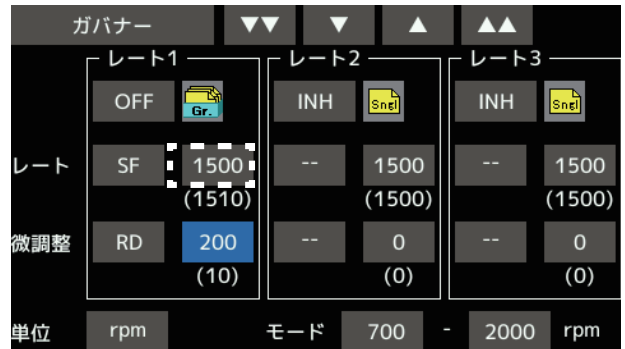 ガバナー ▼▼ ▼ ▲ ▲▲
レート1 レート2 レート3
OFF Gr. INH Sngl INH Sngl
レート SF 1500 -- 1500 -- 1500
(1510) (1500) (1500)
微調整 RD 200 -- 0 -- 0
(10) (0) (0)
単位 rpm モード 700 - 2000 rpm